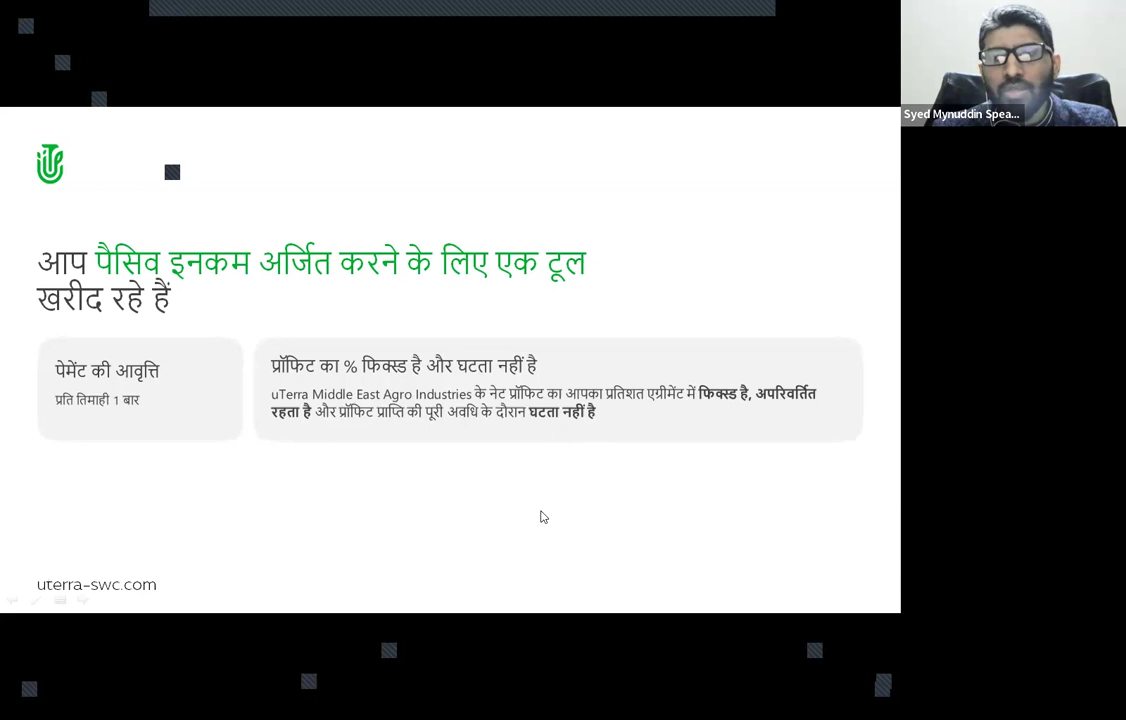 Syed Mynuddin Spea...
आप पैसिव इनकम अर्जित करने के लिए एक टूल
खरीद रहे हैं
पेमेंट की आवृत्ति
प्रति तिमाही 1 बार
प्रॉफिट का % फिक्स्ड है और घटता नहीं है
uTerra Middle East Agro Industries के नेट प्रॉफिट का आपका प्रतिशत एग्रीमेंट में फिक्स्ड है, अपरिवर्तित
रहता है और प्रॉफिट प्राप्ति की पूरी अवधि के दौरान घटता नहीं है
uterra-swc.com